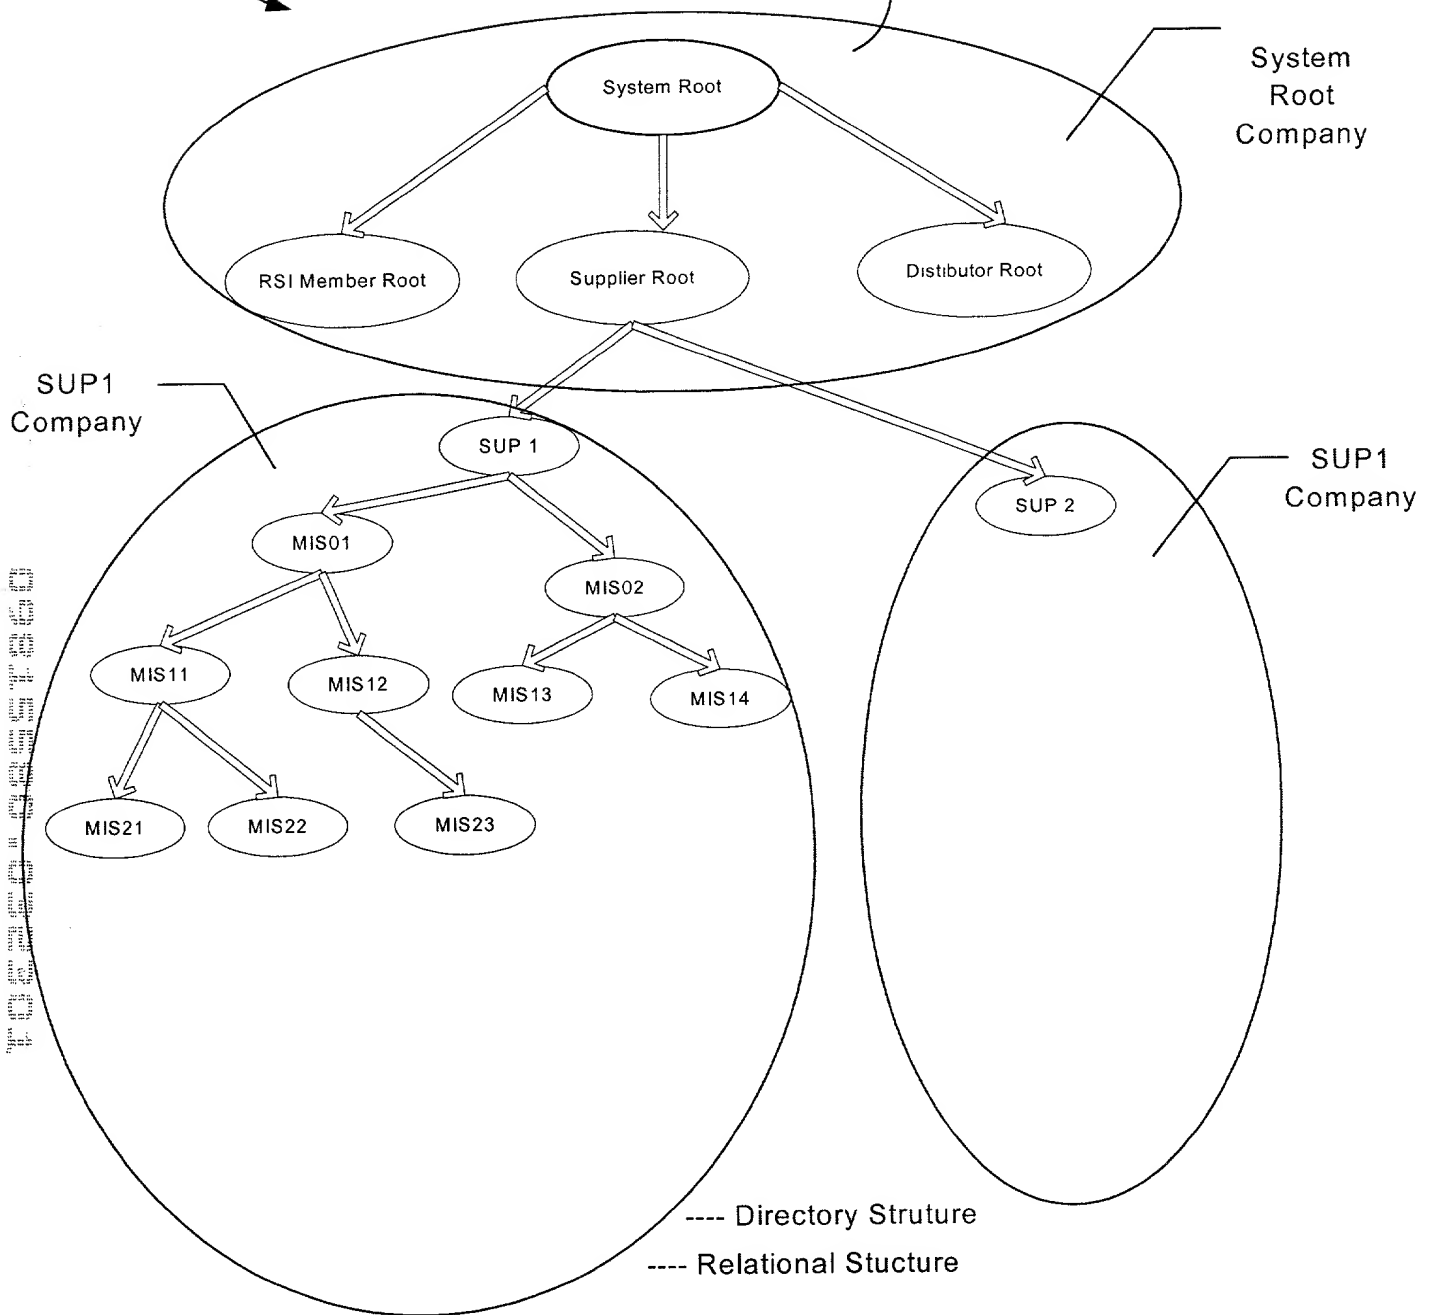 System Root
System
Root
Company
RSI Member Root
Supplier Root
Distibutor Root
SUP1
Company
SUP 1
SUP 2
SUP1
Company
MIS01
MIS02
MIS11
MIS12
MIS13
MIS14
MIS21
MIS22
MIS23
---- Directory Struture
---- Relational Stucture